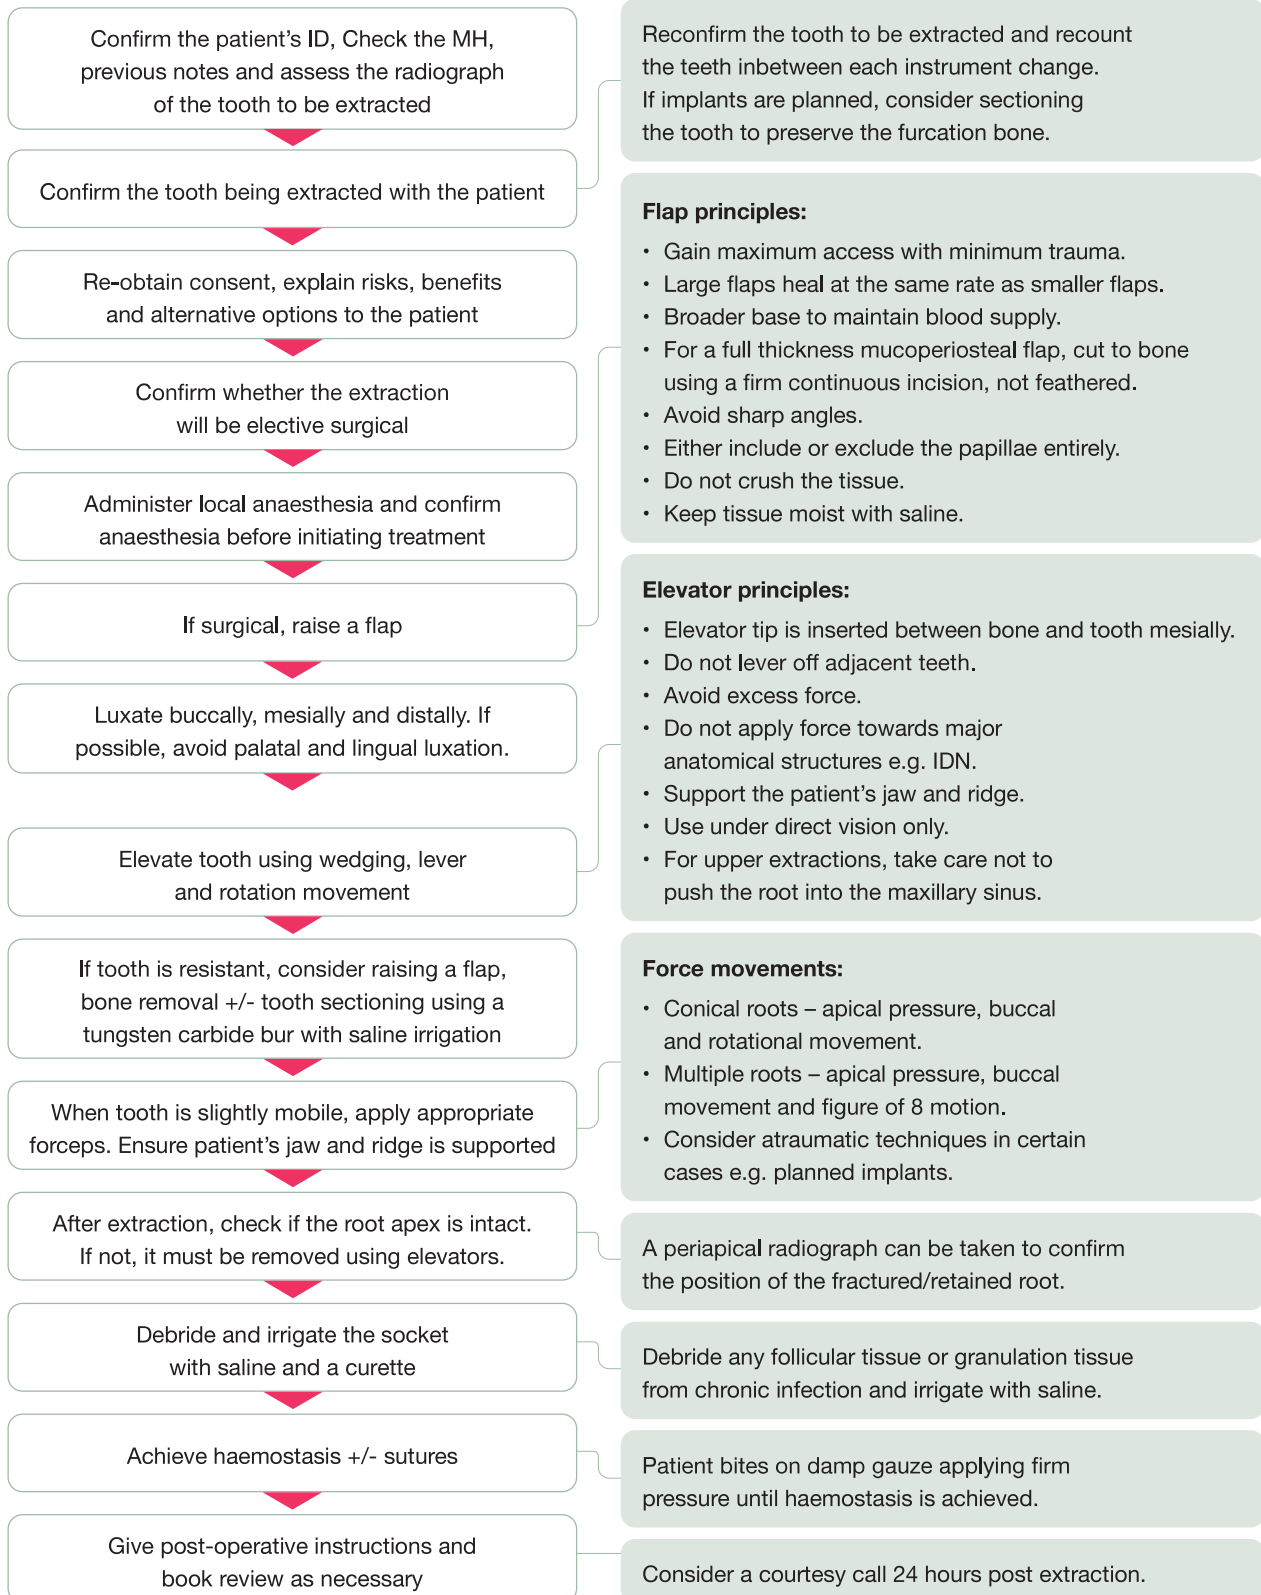 Confirm the patient's ID, Check the MH,
previous notes and assess the radiograph
of the tooth to be extracted
Confirm the tooth being extracted with the patient
Re-obtain consent, explain risks, benefits
and alternative options to the patient
Confirm whether the extraction
will be elective surgical
Administer local anaesthesia and confirm
anaesthesia before initiating treatment
If surgical, raise a flap
Luxate buccally, mesially and distally. If
possible, avoid palatal and lingual luxation.
Elevate tooth using wedging, lever
and rotation movement
If tooth is resistant, consider raising a flap,
bone removal +/- tooth sectioning using a
tungsten carbide bur with saline irrigation
When tooth is slightly mobile, apply appropriate
forceps. Ensure patient's jaw and ridge is supported
After extraction, check if the root apex is intact.
If not, it must be removed using elevators.
Debride and irrigate the socket
with saline and a curette
Achieve haemostasis +/- sutures
Give post-operative instructions and
book review as necessary
Reconfirm the tooth to be extracted and recount
the teeth inbetween each instrument change.
If implants are planned, consider sectioning
the tooth to preserve the furcation bone.
Flap principles:
• Gain maximum access with minimum trauma.
• Large flaps heal at the same rate as smaller flaps.
• Broader base to maintain blood supply.
• For a full thickness mucoperiosteal flap, cut to bone
using a firm continuous incision, not feathered.
• Avoid sharp angles.
• Either include or exclude the papillae entirely.
• Do not crush the tissue.
• Keep tissue moist with saline.
Elevator principles:
• Elevator tip is inserted between bone and tooth mesially.
• Do not lever off adjacent teeth.
• Avoid excess force.
• Do not apply force towards major
anatomical structures e.g. IDN.
• Support the patient's jaw and ridge.
• Use under direct vision only.
• For upper extractions, take care not to
push the root into the maxillary sinus.
Force movements:
• Conical roots – apical pressure, buccal
and rotational movement.
• Multiple roots – apical pressure, buccal
movement and figure of 8 motion.
• Consider atraumatic techniques in certain
cases e.g. planned implants.
A periapical radiograph can be taken to confirm
the position of the fractured/retained root.
Debride any follicular tissue or granulation tissue
from chronic infection and irrigate with saline.
Patient bites on damp gauze applying firm
pressure until haemostasis is achieved.
Consider a courtesy call 24 hours post extraction.